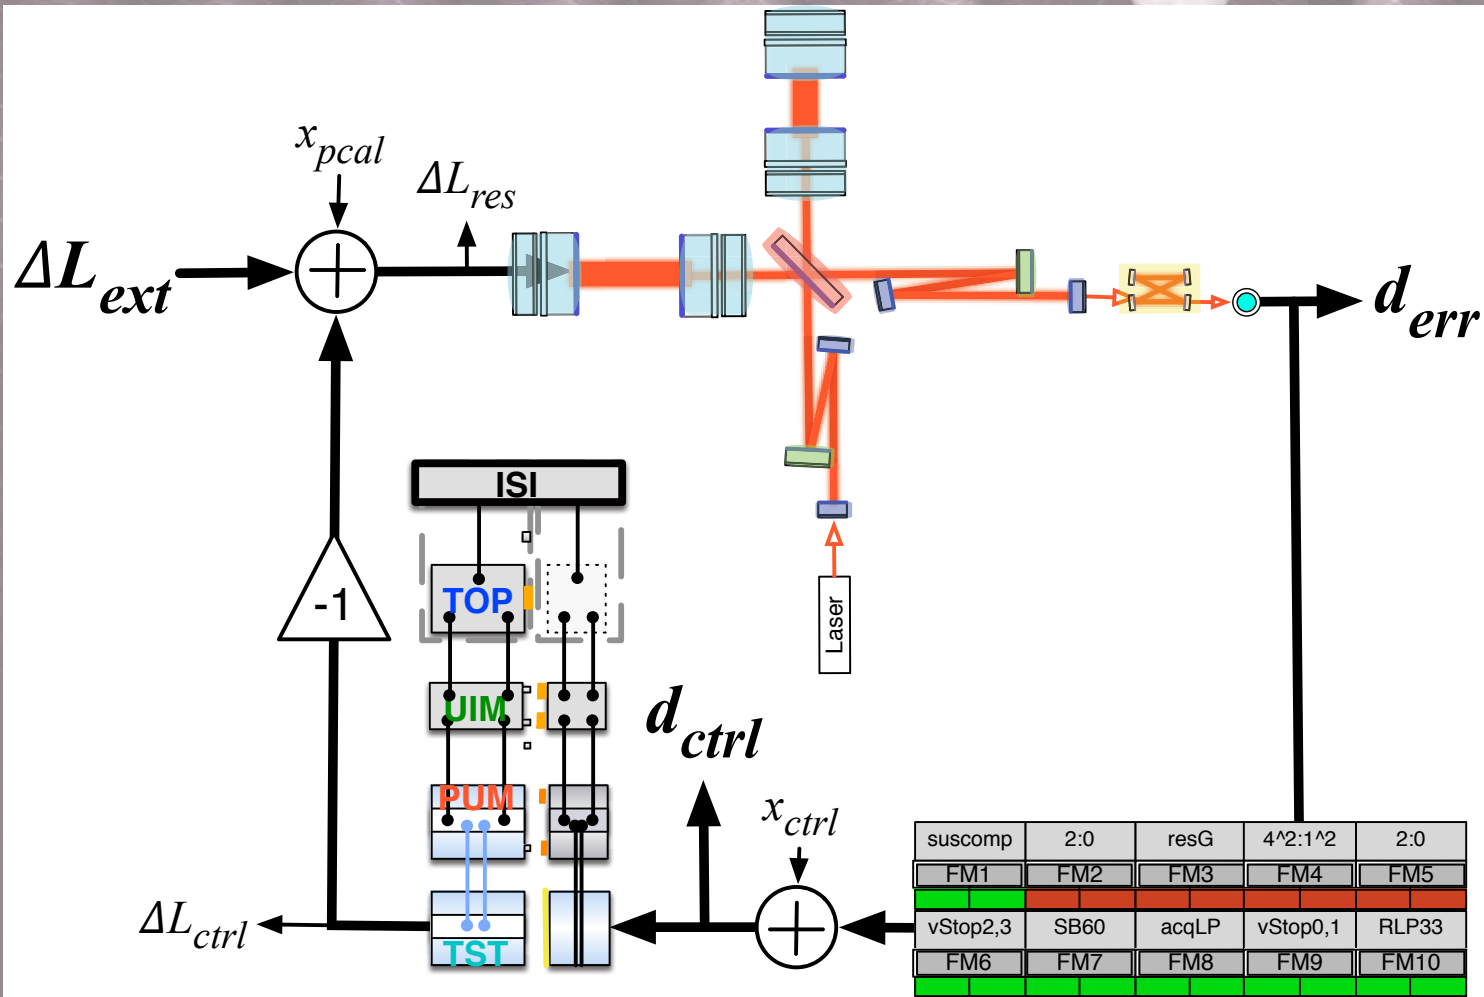 x_pcal
ΔL_res
ΔL_ext
+
d_err
ISI
TOP
-1
Laser
UIM
d_ctrl
PUM
x_ctrl
suscomp 2:0 resG 4^2:1^2 2:0
FM1 FM2 FM3 FM4 FM5
ΔL_ctrl
+
vStop2,3 SB60 acqLP vStop0,1 RLP33
TST
FM6 FM7 FM8 FM9 FM10